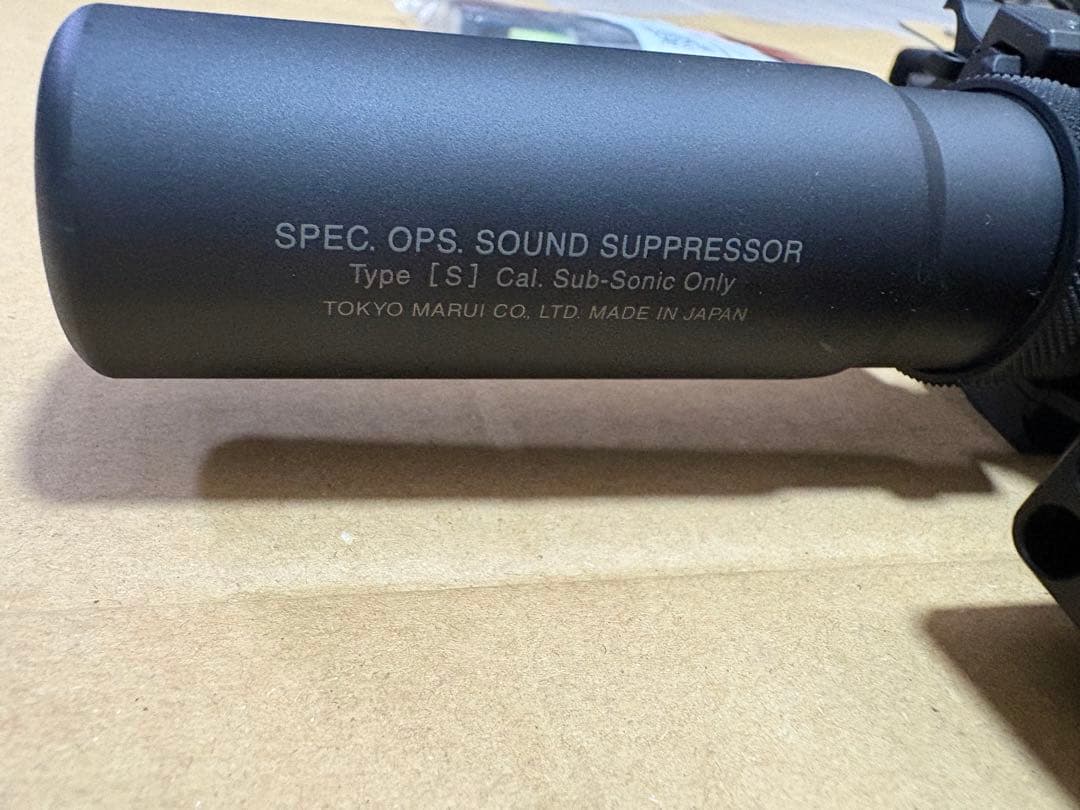 SPEC. OPS. SOUND SUPPRESSOR
Type [S] Cal. Sub-Sonic Only
TOKYO MARUI CO., LTD. MADE IN JAPAN